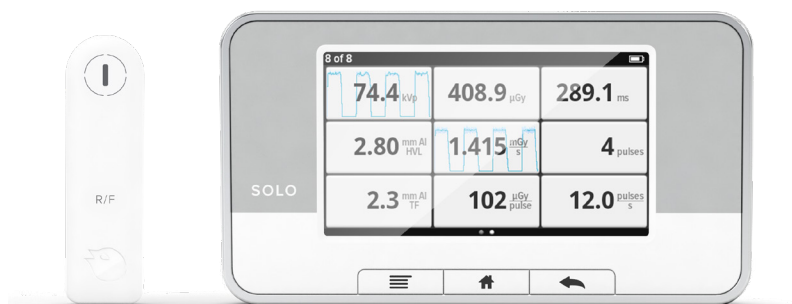 8 of 8
74.4 kVp 408.9 µGy 289.1 ms
2.80 mm Al HVL 1.415 mGy s 4 pulses
SOLO
R/F
2.3 mm Al TF 102 µGy pulse 12.0 pulses s